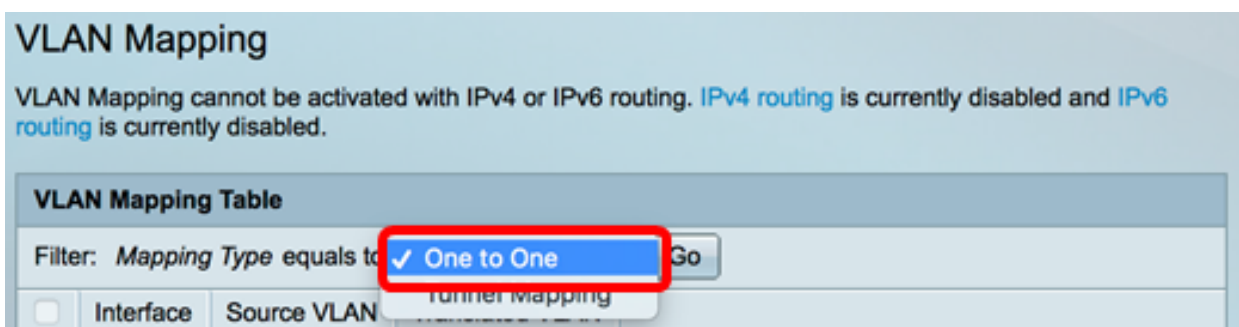 VLAN Mapping
VLAN Mapping cannot be activated with IPv4 or IPv6 routing. IPv4 routing is currently disabled and IPv6
routing is currently disabled.
VLAN Mapping Table
Filter: Mapping Type equals to ✓ One to One Go
Tunnel Mapping
Interface Source VLAN Translated VLAN